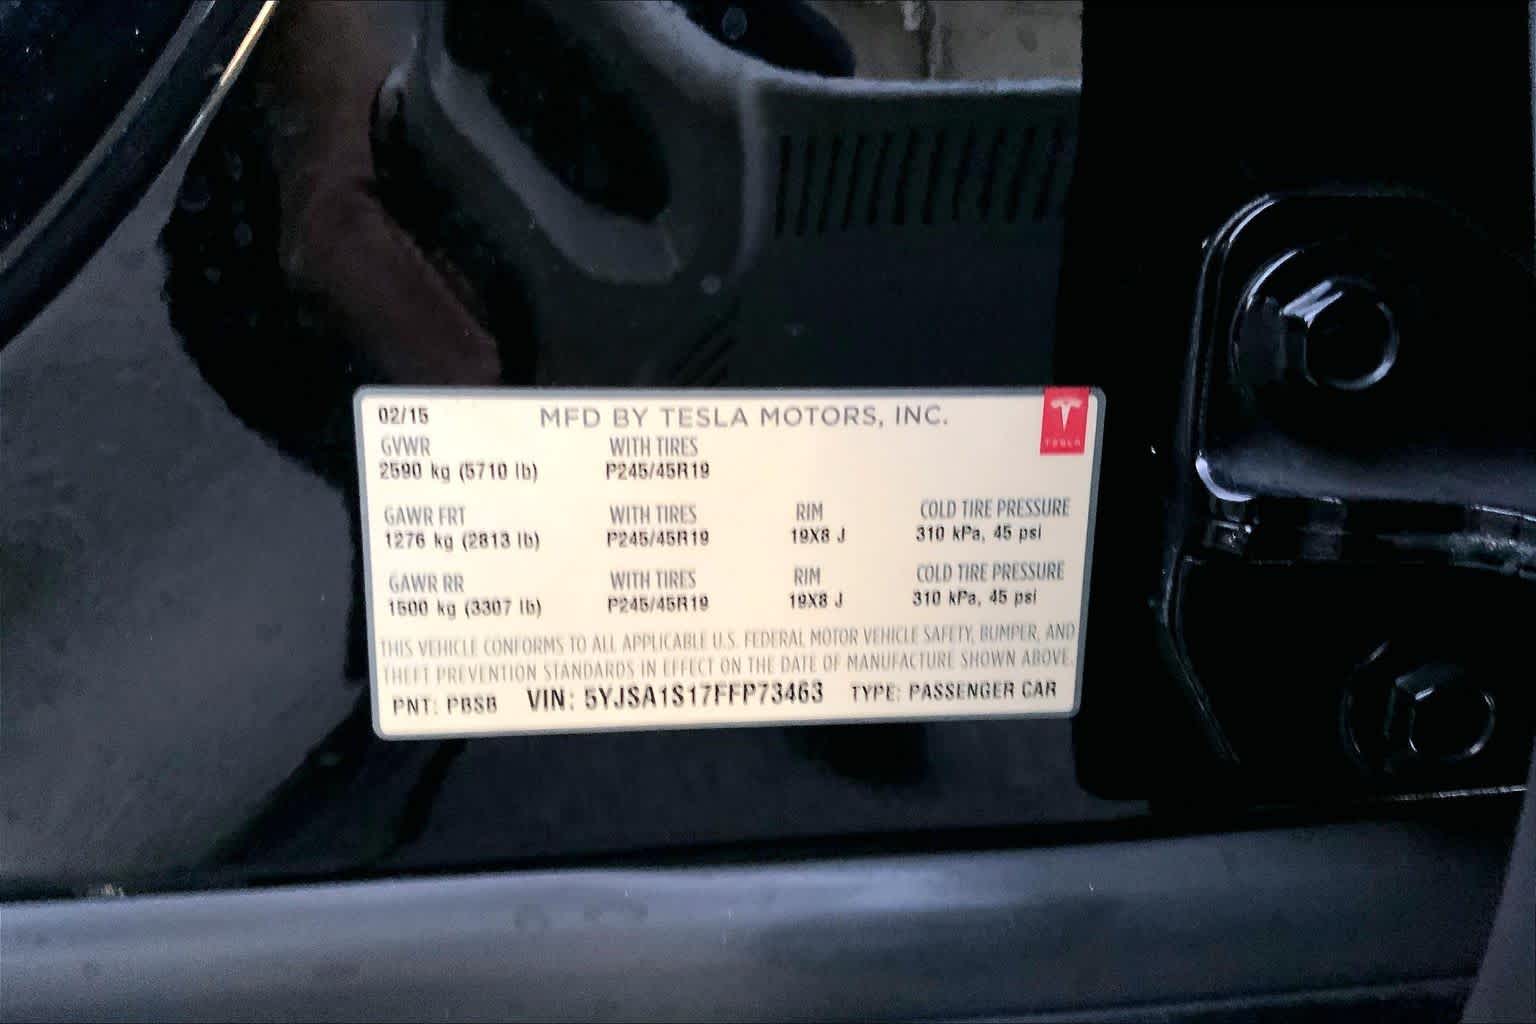 02/15 MFD BY TESLA MOTORS, INC.
TESLA
GVWR WITH TIRES
2590 kg (5710 lb) P245/45R19
GAWR FRT WITH TIRES RIM COLD TIRE PRESSURE
1276 kg (2813 lb) P245/45R19 19X8 J 310 kPa, 45 psi
GAWR RR WITH TIRES RIM COLD TIRE PRESSURE
1500 kg (3307 lb) P245/45R19 19X8 J 310 kPa, 45 psi
THIS VEHICLE CONFORMS TO ALL APPLICABLE U.S. FEDERAL MOTOR VEHICLE SAFETY, BUMPER, AND
THEFT PREVENTION STANDARDS IN EFFECT ON THE DATE OF MANUFACTURE SHOWN ABOVE.
PNT: PBSB VIN: 5YJSA1S17FFP73463 TYPE: PASSENGER CAR